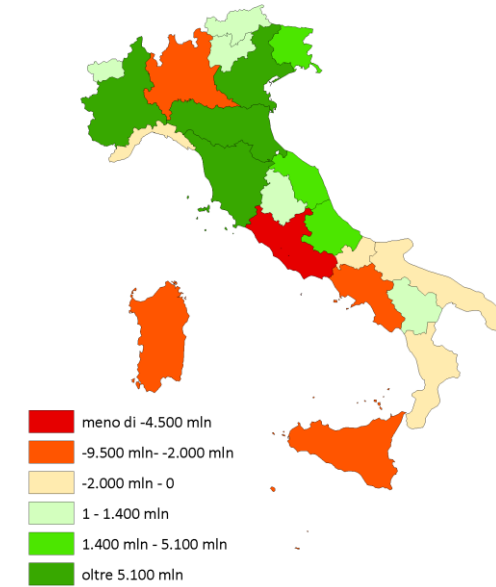 meno di -4.500 mln
-9.500 mln- -2.000 mln
-2.000 mln - 0
1 - 1.400 mln
1.400 mln - 5.100 mln
oltre 5.100 mln